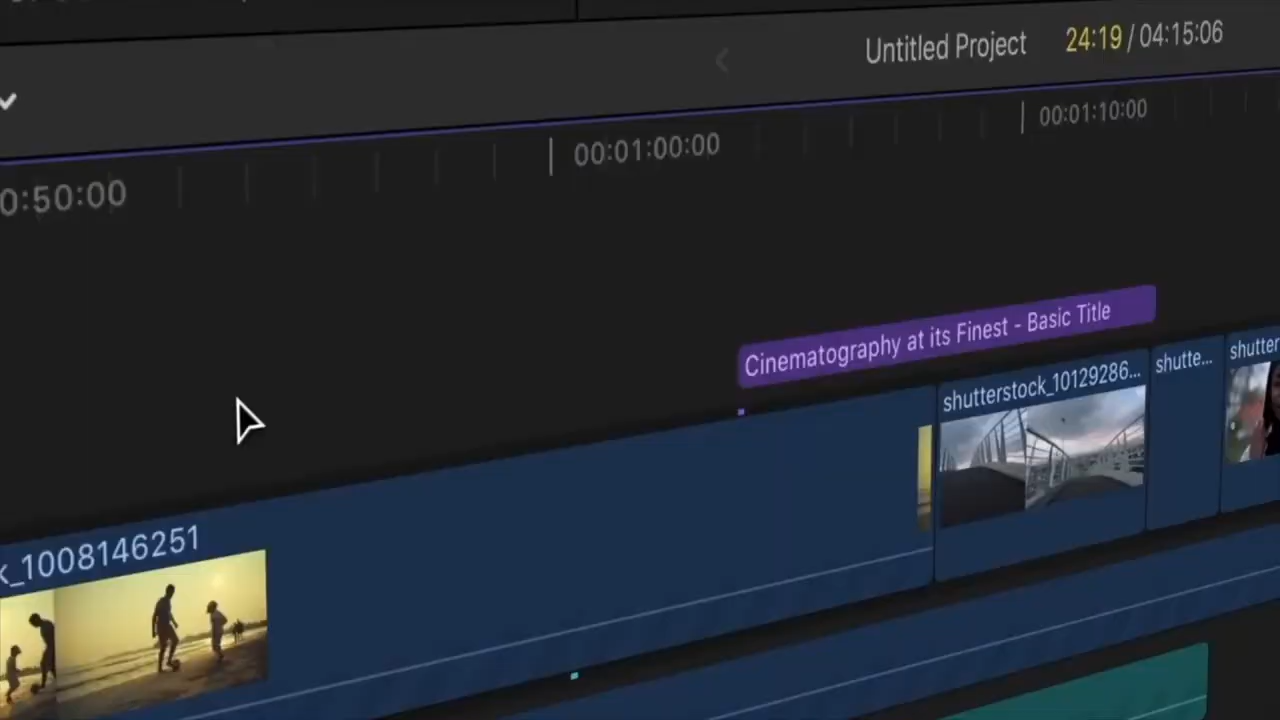 Untitled Project 24:19 / 04:15:06
0:50:00 00:01:00:00 00:01:10:00
Cinematography at its Finest - Basic Title
k_1008146251 shutterstock_10129286... shutte... shutter